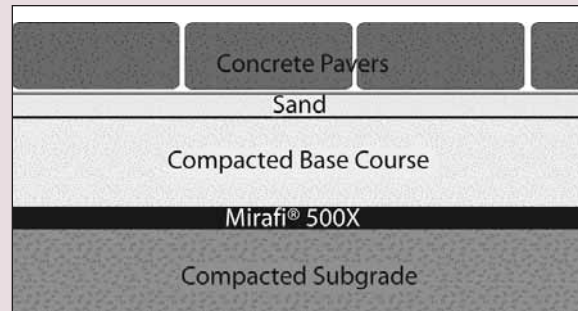 Concrete Pavers
Sand
Compacted Base Course
Mirafi® 500X
Compacted Subgrade